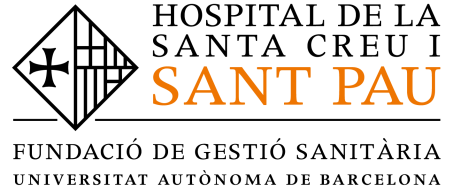 HOSPITAL DE LA
SANTA CREU I
SANT PAU
FUNDACIÓ DE GESTIÓ SANITÀRIA
UNIVERSITAT AUTÒNOMA DE BARCELONA